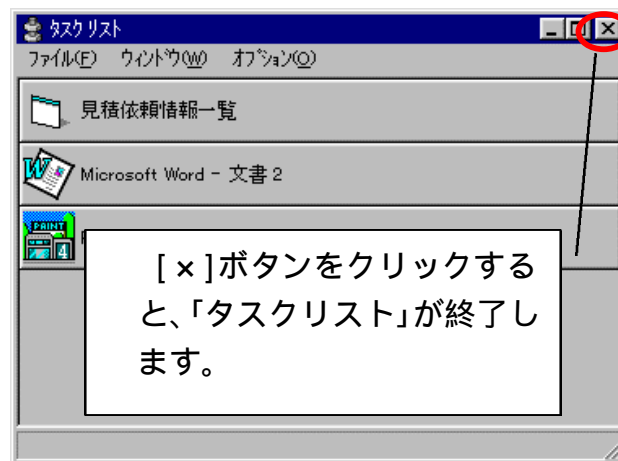 タスクリスト
ファイル(F) ウィンドウ(W) オプション(O)
見積依頼情報一覧
Microsoft Word - 文書 2
PAINT
4
[×]ボタンをクリックする
と、「タスクリスト」が終了し
ます。